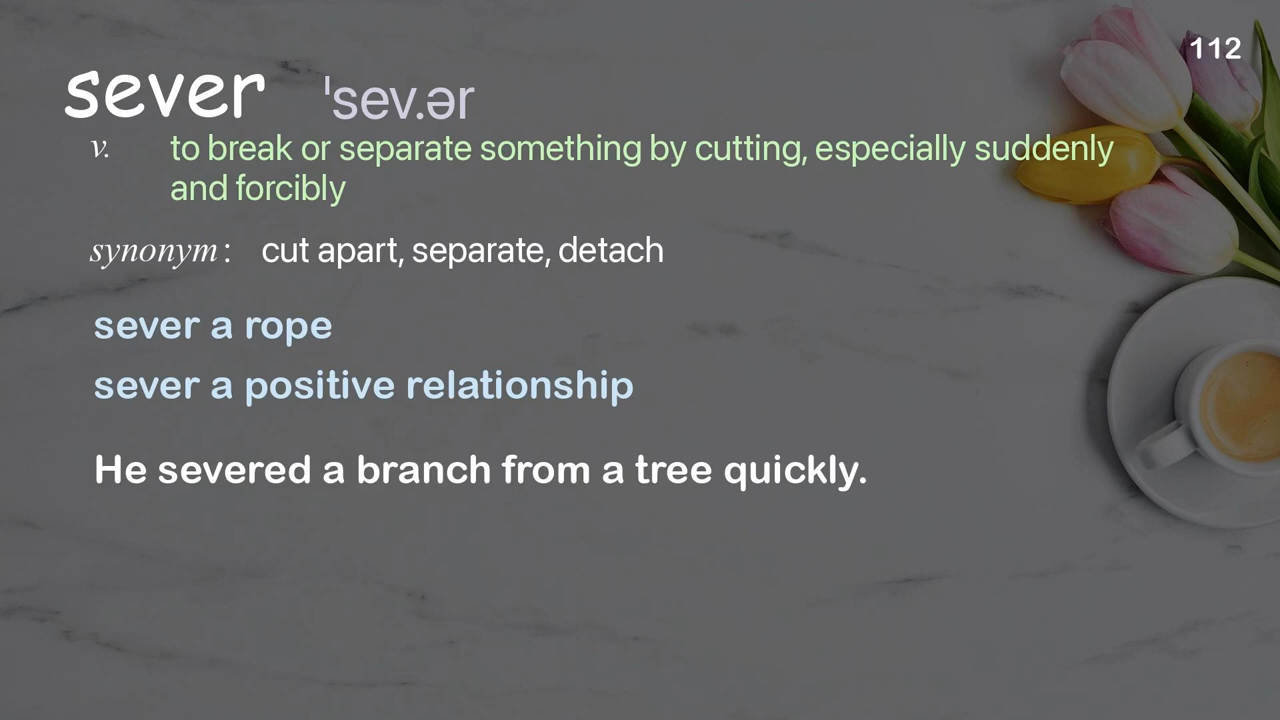 112
sever ˈsev.ər
v. to break or separate something by cutting, especially suddenly
and forcibly
synonym: cut apart, separate, detach
sever a rope
sever a positive relationship
He severed a branch from a tree quickly.